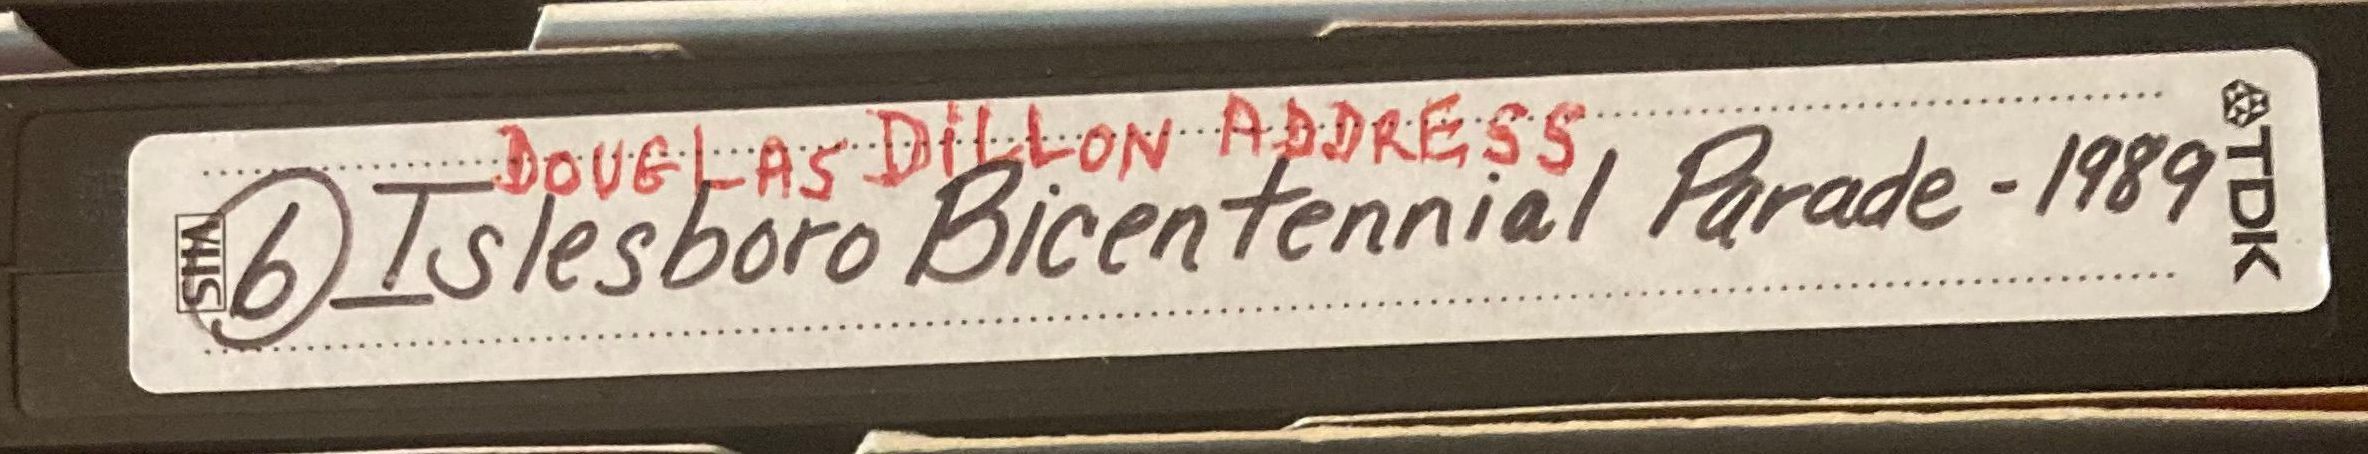 DOUGLAS DILLON ADDRESS
6 Islesboro Bicentennial Parade - 1989
VHS
TDK